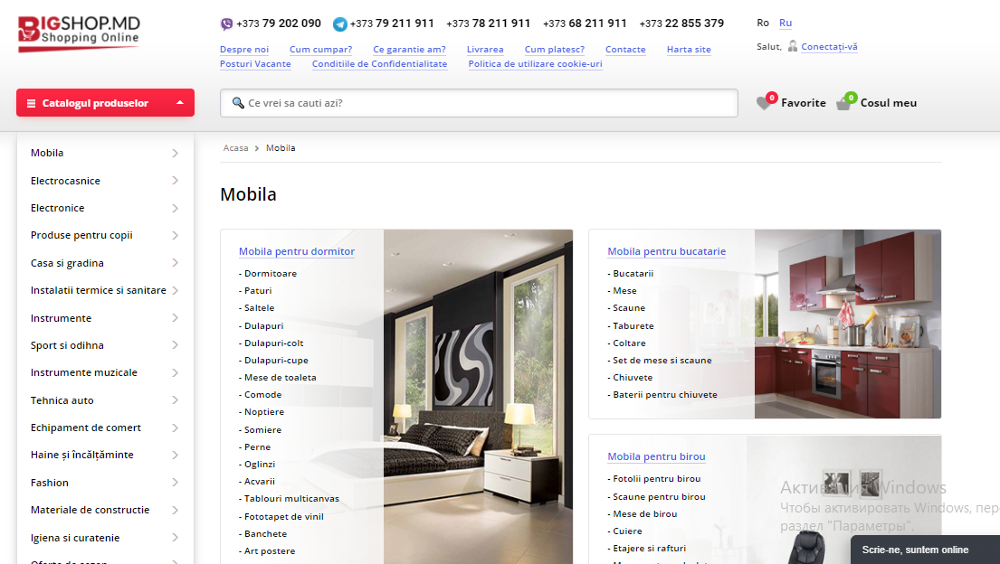 BIGSHOP.MD
Shopping Online
+373 79 202 090 +373 79 211 911 +373 78 211 911 +373 68 211 911 +373 22 855 379
Ro Ru
Despre noi Cum cumpar? Ce garantie am? Livrarea Cum platesc? Contacte Harta site
Salut, Conectați-vă
Posturi Vacante Conditiile de Confidentialitate Politica de utilizare cookie-uri
Catalogul produselor
Ce vrei sa cauti azi?
0 Favorite 0 Cosul meu
Mobila
Electrocasnice
Electronice
Produse pentru copii
Casa si gradina
Instalatii termice si sanitare
Instrumente
Sport si odihna
Instrumente muzicale
Tehnica auto
Echipament de comert
Haine și încălțăminte
Fashion
Materiale de constructie
Igiena si curatenie
Oferte de sezon
Acasa > Mobila
Mobila
Mobila pentru dormitor
- Dormitoare
- Paturi
- Saltele
- Dulapuri
- Dulapuri-colt
- Dulapuri-cupe
- Mese de toaleta
- Comode
- Noptiere
- Somiere
- Perne
- Oglinzi
- Acvarii
- Tablouri multicanvas
- Fototapet de vinil
- Banchete
- Art postere
Mobila pentru bucatarie
- Bucatarii
- Mese
- Scaune
- Taburete
- Coltare
- Set de mese si scaune
- Chiuvete
- Baterii pentru chiuvete
Mobila pentru birou
- Fotolii pentru birou
- Scaune pentru birou
- Mese de birou
- Cuiere
- Etajere si rafturi
Активация Windows
Чтобы активировать Windows, пер
раздел "Параметры".
Scrie-ne, suntem online